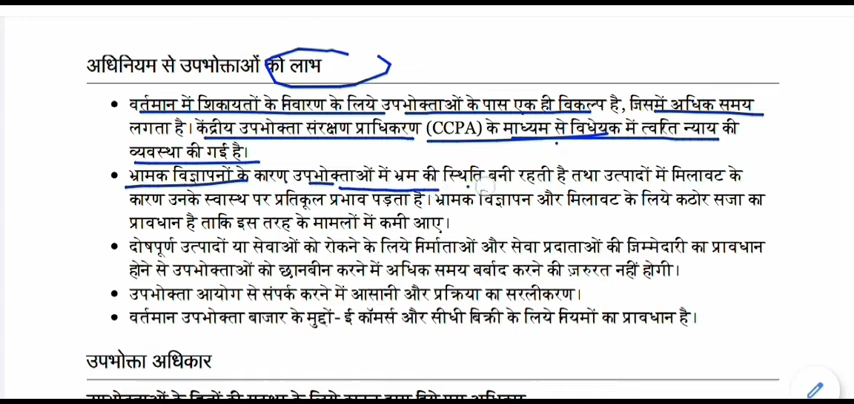 अधिनियम से उपभोक्ताओं को लाभ
वर्तमान में शिकायतों के निवारण के लिये उपभोक्ताओं के पास एक ही विकल्प है, जिसमें अधिक समय
लगता है। केंद्रीय उपभोक्ता संरक्षण प्राधिकरण (CCPA) के माध्यम से विधेयक में त्वरित न्याय की
व्यवस्था की गई है।
भ्रामक विज्ञापनों के कारण उपभोक्ताओं में भ्रम की स्थिति बनी रहती है तथा उत्पादों में मिलावट के
कारण उनके स्वास्थ पर प्रतिकूल प्रभाव पड़ता है। भ्रामक विज्ञापन और मिलावट के लिये कठोर सजा का
प्रावधान है ताकि इस तरह के मामलों में कमी आए।
दोषपूर्ण उत्पादों या सेवाओं को रोकने के लिये निर्माताओं और सेवा प्रदाताओं की जिम्मेदारी का प्रावधान
होने से उपभोक्ताओं को छानबीन करने में अधिक समय बर्बाद करने की ज़रुरत नहीं होगी।
उपभोक्ता आयोग से संपर्क करने में आसानी और प्रक्रिया का सरलीकरण।
वर्तमान उपभोक्ता बाजार के मुद्दों- ई कॉमर्स और सीधी बिक्री के लिये नियमों का प्रावधान है।
उपभोक्ता अधिकार